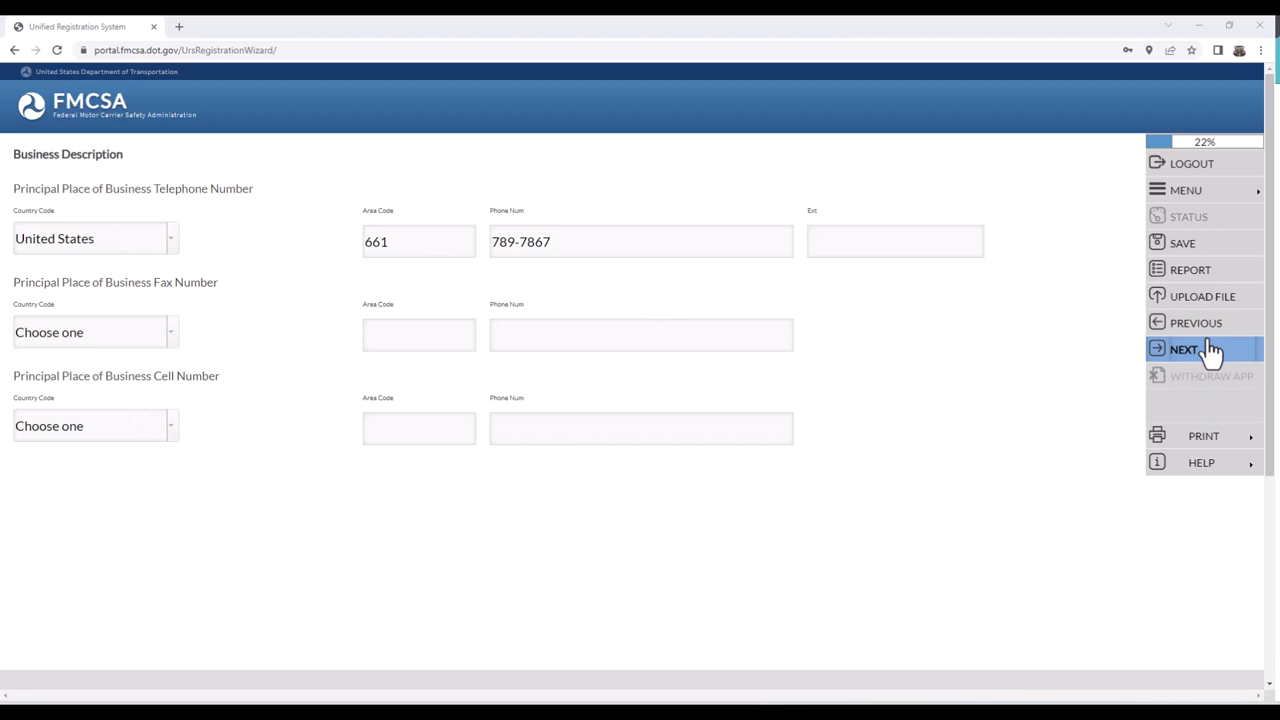 Unified Registration System
portal.fmcsa.dot.gov/UrsRegistrationWizard/
United States Department of Transportation
FMCSA
Federal Motor Carrier Safety Administration
Business Description
Principal Place of Business Telephone Number
Country Code Area Code Phone Num Ext
United States 661 789-7867
Principal Place of Business Fax Number
Country Code Area Code Phone Num
Choose one
Principal Place of Business Cell Number
Country Code Area Code Phone Num
Choose one
22%
LOGOUT
MENU
STATUS
SAVE
REPORT
UPLOAD FILE
PREVIOUS
NEXT
WITHDRAW APP
PRINT
HELP